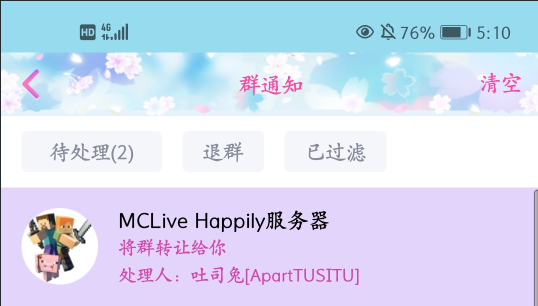 HD 4G 76% 5:10
群通知 清空
待处理(2) 退群 已过滤
MCLive Happily服务器
将群转让给你
处理人：吐司兔[ApartTUSITU]